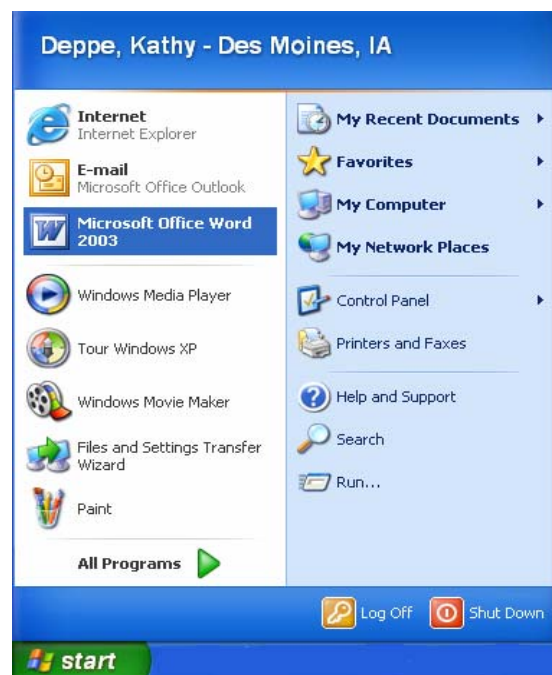 Deppe, Kathy - Des Moines, IA
Internet
Internet Explorer
E-mail
Microsoft Office Outlook
Microsoft Office Word
2003
Windows Media Player
Tour Windows XP
Windows Movie Maker
Files and Settings Transfer
Wizard
Paint
All Programs
My Recent Documents
Favorites
My Computer
My Network Places
Control Panel
Printers and Faxes
Help and Support
Search
Run...
Log Off
Shut Down
start